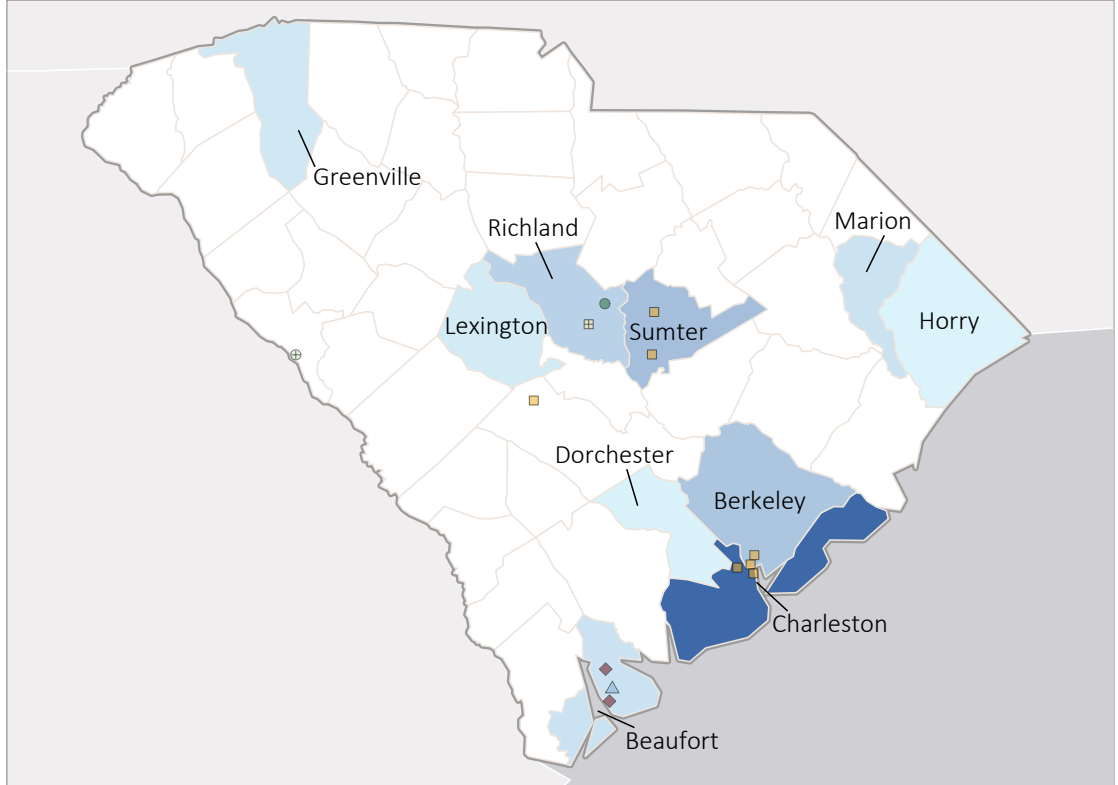 Greenville
Richland
Marion
Lexington
Sumter
Horry
Dorchester
Berkeley
Charleston
Beaufort